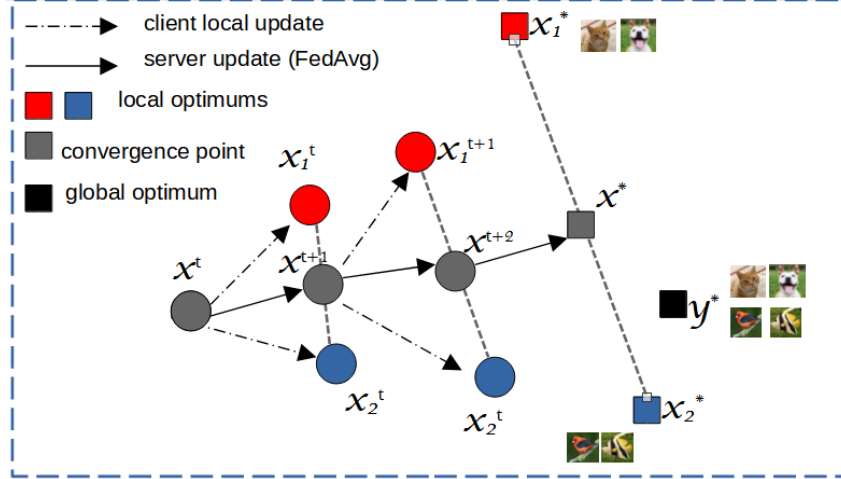 client local update
server update (FedAvg)
local optimums
convergence point
global optimum
x₁*
x₁ᵗ
x₁ᵗ⁺¹
x*
xᵗ
xᵗ⁺¹
xᵗ⁺²
y*
x₂ᵗ
x₂ᵗ
x₂*